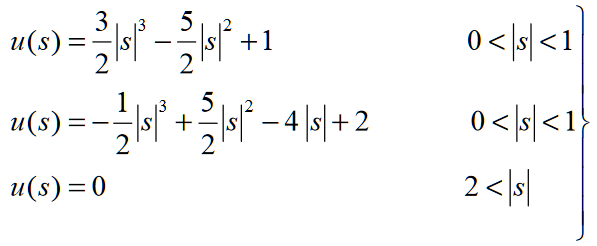 u(s) = 3/2 |s|^3 − 5/2 |s|^2 + 1    0 < |s| < 1
u(s) = − 1/2 |s|^3 + 5/2 |s|^2 − 4 |s| + 2    0 < |s| < 1
u(s) = 0    2 < |s|